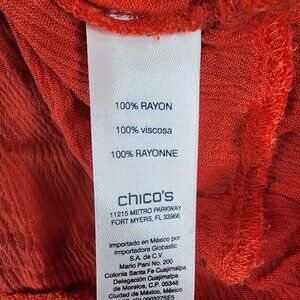 100% RAYON
100% viscosa
100% RAYONNE
chico's
11215 METRO PARKWAY
FORT MYERS, FL 33966
Importado en México por:
Importadora Globastic
S.A. de C.V.
Mario Pani No. 200
Colonia Santa Fe Cuajimalpa
Delegación Cuajimalpa
de Morelos, C.P. 05348
Ciudad de México, México